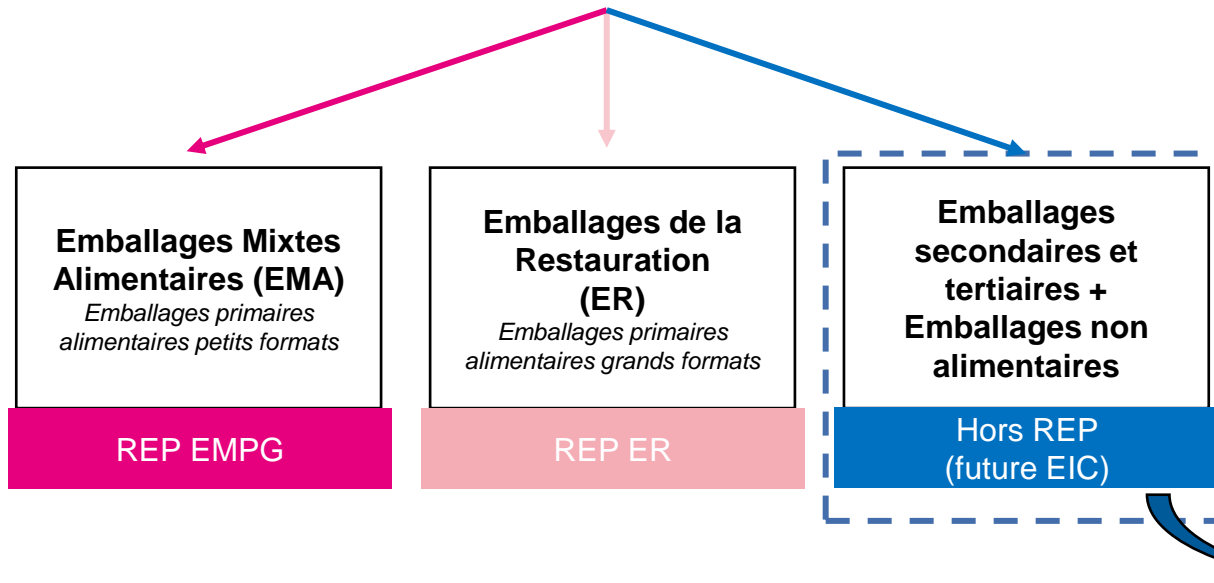 Emballages Mixtes
Alimentaires (EMA)
Emballages primaires
alimentaires petits formats
REP EMPG
Emballages de la
Restauration
(ER)
Emballages primaires
alimentaires grands formats
REP ER
Emballages
secondaires et
tertiaires +
Emballages non
alimentaires
Hors REP
(future EIC)